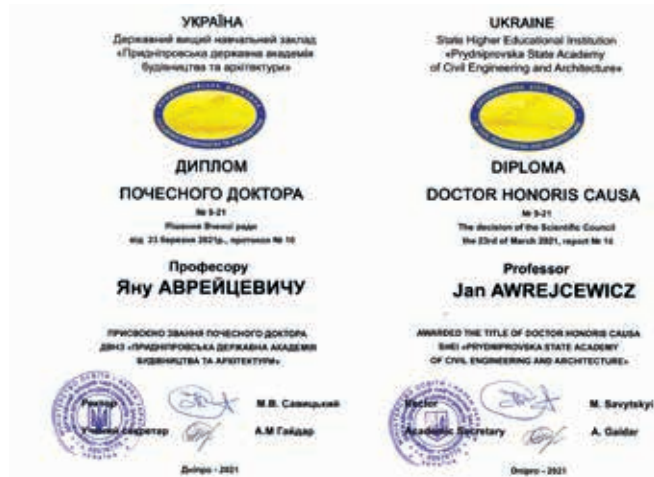 УКРАЇНА
Державний вищий навчальний заклад
«Придніпровська державна академія
будівництва та архітектури»
ДИПЛОМ
ПОЧЕСНОГО ДОКТОРА
№ 5-21
Рішення Вченої ради
від 23 березня 2021р., протокол № 10
Професору
Яну АВРЕЙЦЕВИЧУ
ПРИСВОЄНО ЗВАННЯ ПОЧЕСНОГО ДОКТОРА
ДВНЗ «ПРИДНІПРОВСЬКА ДЕРЖАВНА АКАДЕМІЯ
БУДІВНИЦТВА ТА АРХІТЕКТУРИ»
Ректор М.В. Савицький
Учений секретар А.М Гайдар
Дніпро - 2021
UKRAINE
State Higher Educational Institution
«Prydniprovska State Academy
of Civil Engineering and Architecture»
DIPLOMA
DOCTOR HONORIS CAUSA
№ 5-21
The decision of the Scientific Council
the 23rd of March 2021, report № 10
Professor
Jan AWREJCEWICZ
AWARDED THE TITLE OF DOCTOR HONORIS CAUSA
SHEI «PRYDNIPROVSKA STATE ACADEMY
OF CIVIL ENGINEERING AND ARCHITECTURE»
Rector M. Savytskyi
Academic Secretary A. Gaidar
Dnipro - 2021